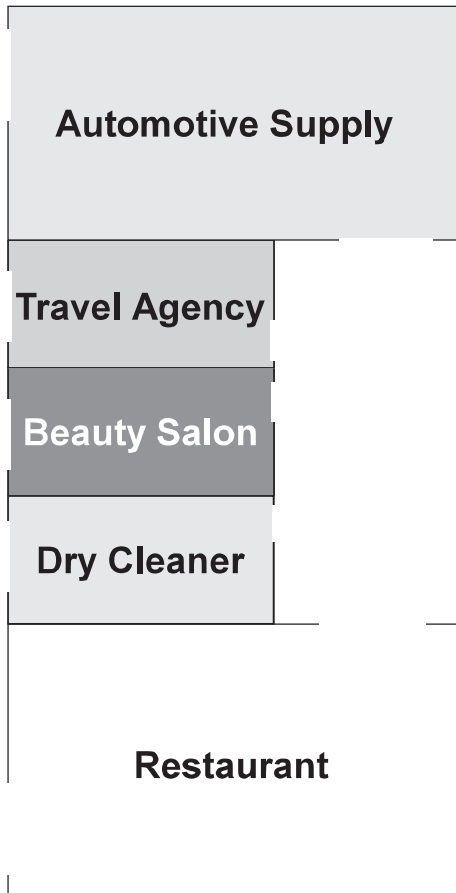 Automotive Supply
Travel Agency
Beauty Salon
Dry Cleaner
Restaurant